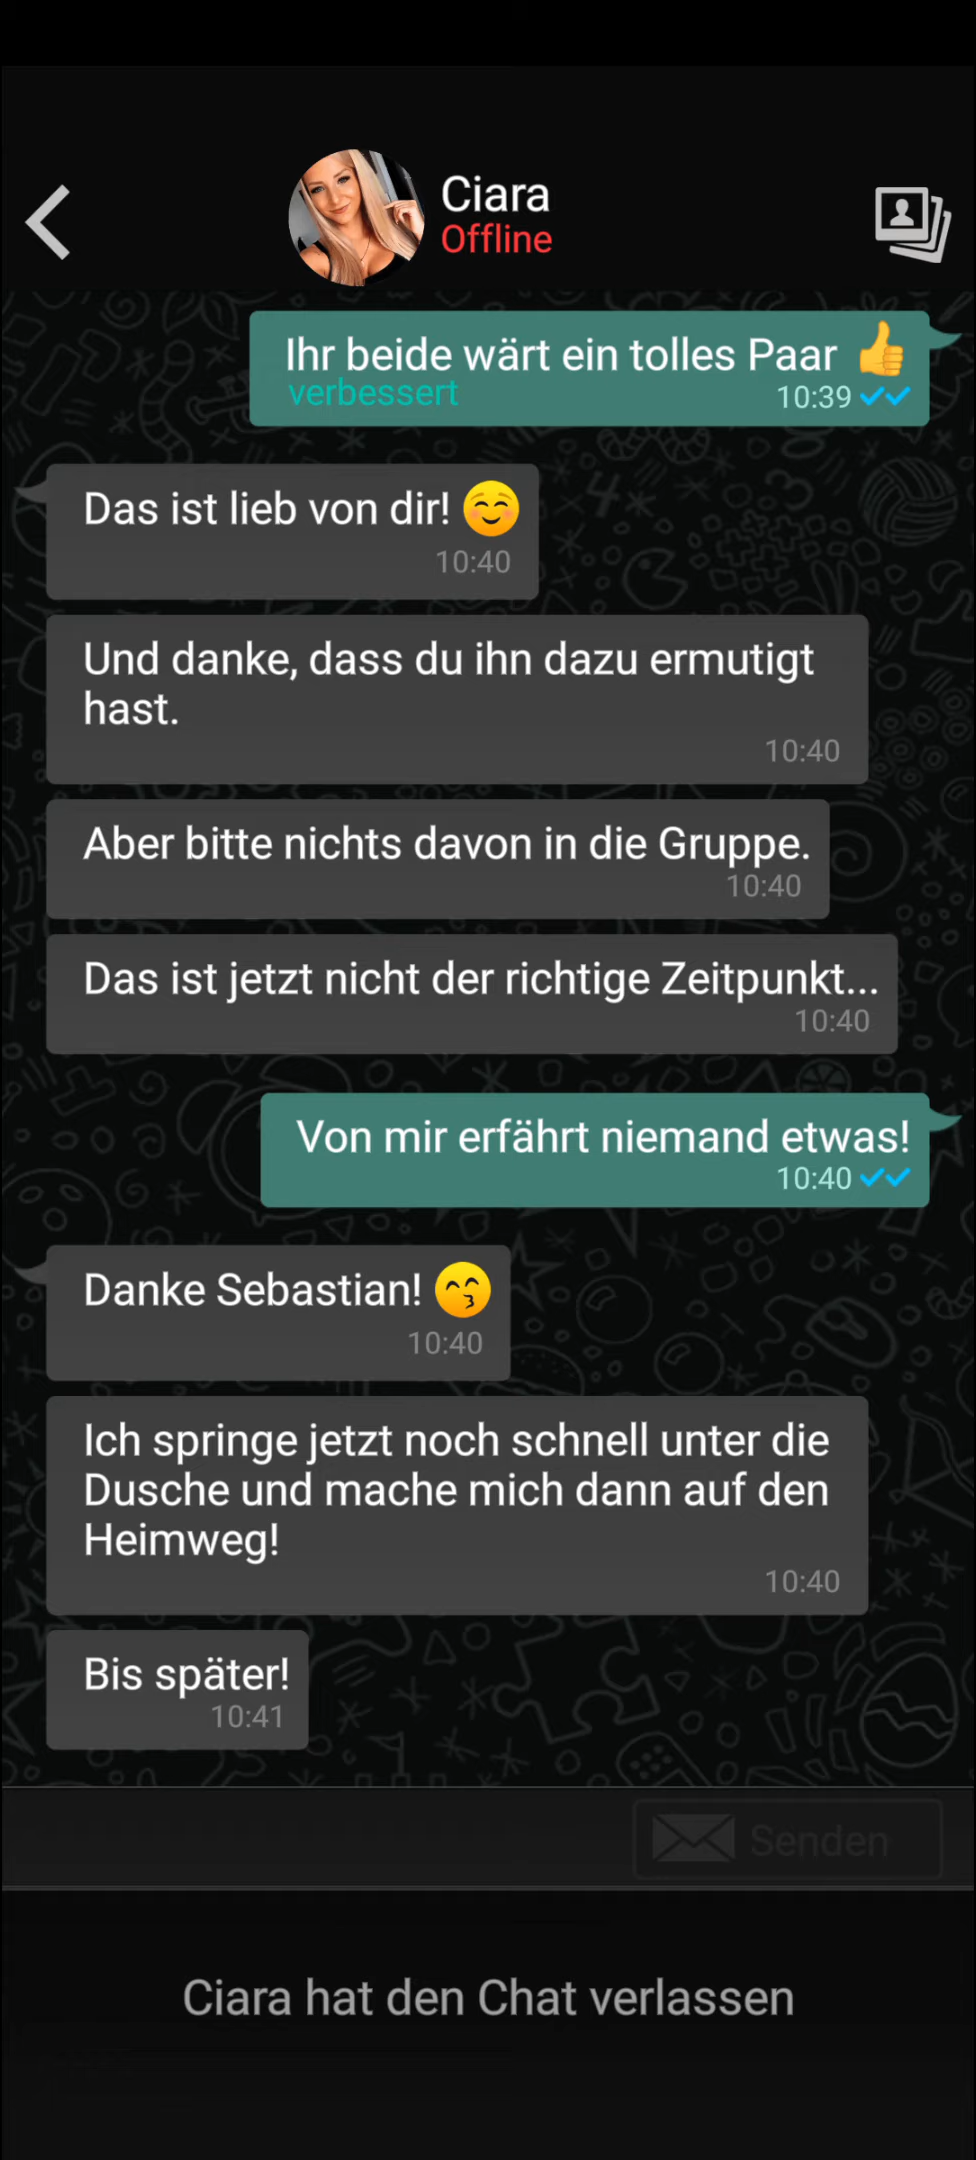 Ciara
Offline
Ihr beide wärt ein tolles Paar 👍
verbessert
10:39
Das ist lieb von dir! ☺️
10:40
Und danke, dass du ihn dazu ermutigt
hast.
10:40
Aber bitte nichts davon in die Gruppe.
10:40
Das ist jetzt nicht der richtige Zeitpunkt...
10:40
Von mir erfährt niemand etwas!
10:40
Danke Sebastian! 😙
10:40
Ich springe jetzt noch schnell unter die
Dusche und mache mich dann auf den
Heimweg!
10:40
Bis später!
10:41
Senden
Ciara hat den Chat verlassen